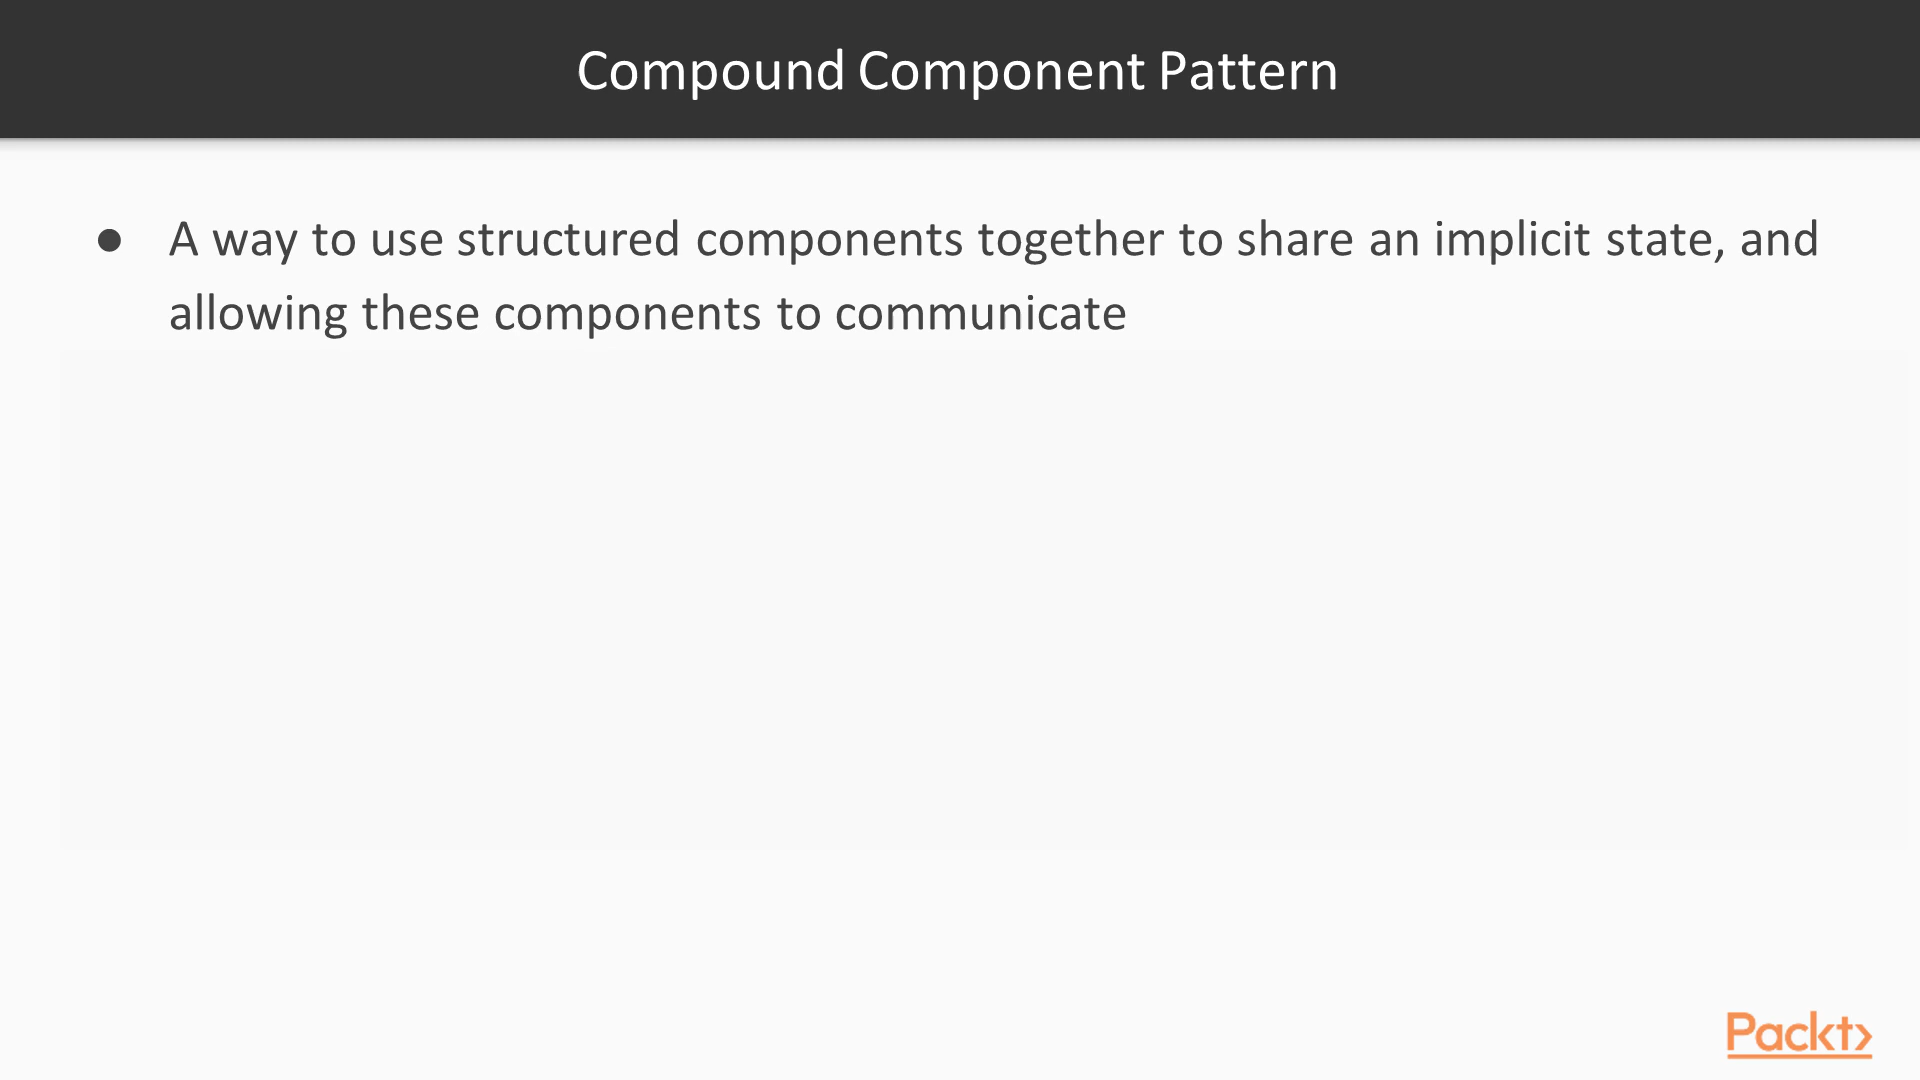 Compound Component Pattern
● A way to use structured components together to share an implicit state, and
allowing these components to communicate
Packt>